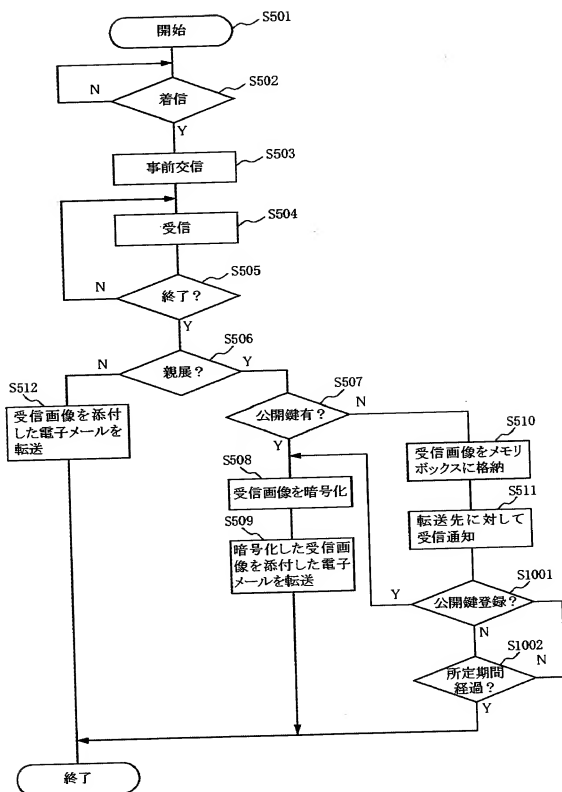 開始
S501
着信
S502
N
Y
事前交信
S503
受信
S504
終了?
S505
N
Y
親展?
S506
N
Y
S512
受信画像を添付
した電子メールを
転送
公開鍵有?
S507
N
Y
S508
受信画像を暗号化
S509
暗号化した受信画
像を添付した電子
メールを転送
S510
受信画像をメモリ
ボックスに格納
S511
転送先に対して
受信通知
公開鍵登録?
S1001
Y
N
所定期間
経過?
S1002
N
Y
終了